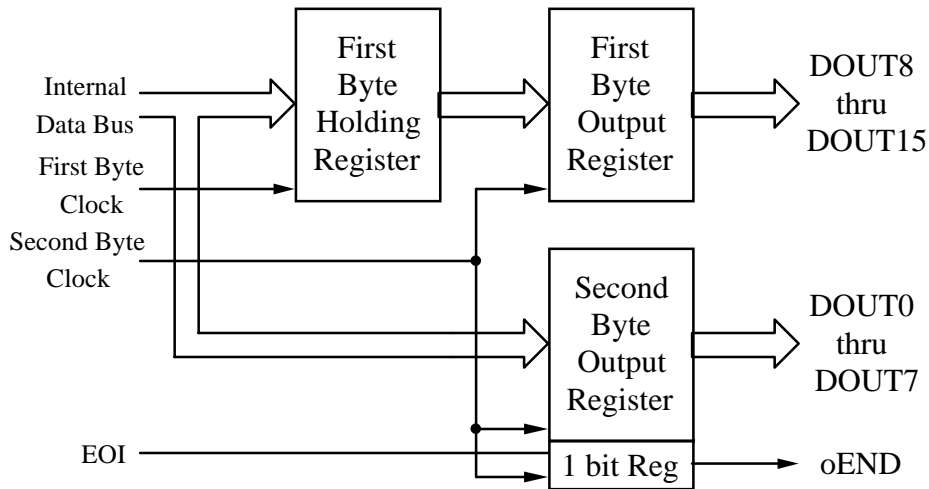 Internal
Data Bus
First Byte
Clock
Second Byte
Clock
EOI
First
Byte
Holding
Register
First
Byte
Output
Register
DOUT8
thru
DOUT15
Second
Byte
Output
Register
1 bit Reg
DOUT0
thru
DOUT7
oEND